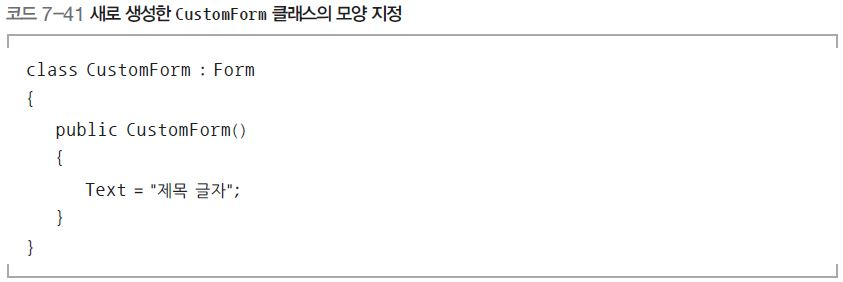 코드 7-41 새로 생성한 CustomForm 클래스의 모양 지정
class CustomForm : Form
{
public CustomForm()
{
Text = "제목 글자";
}
}